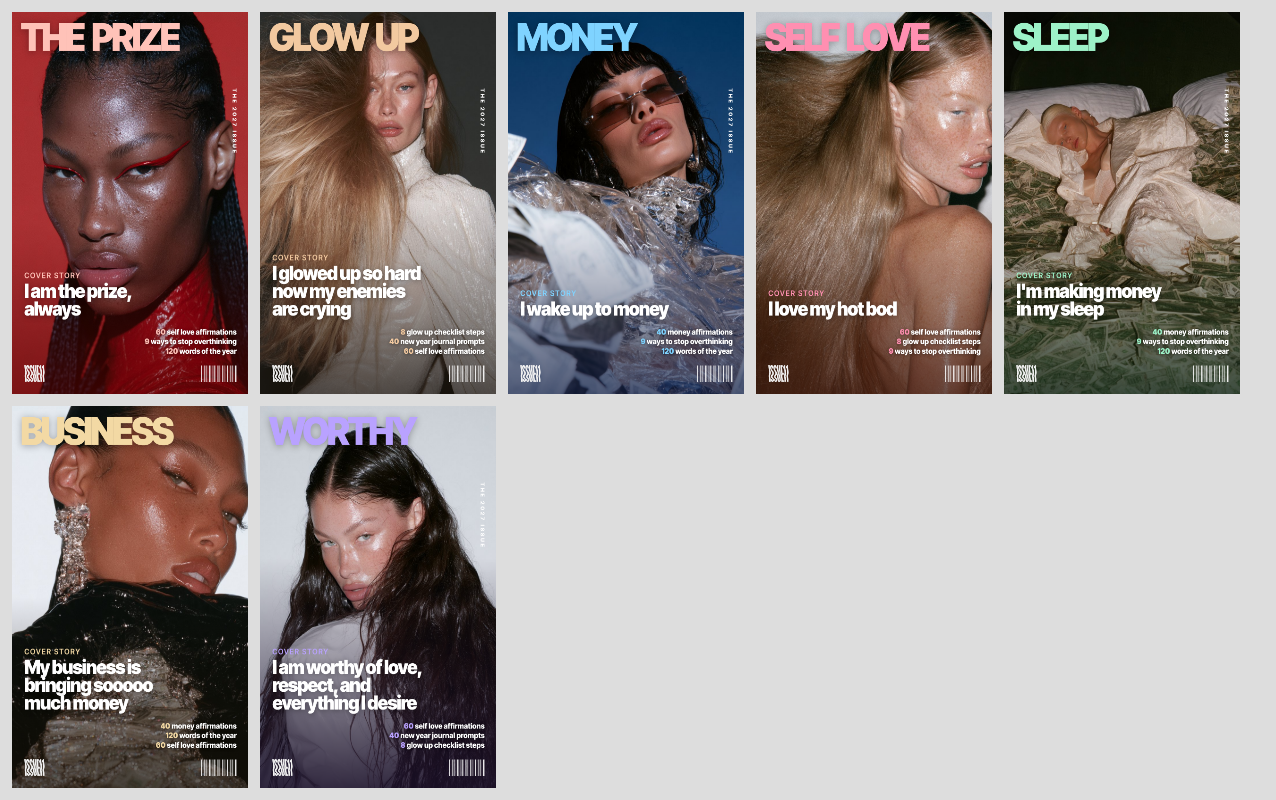 THE PRIZE
THE 2027 ISSUE
COVER STORY
I am the prize,
always
60 self love affirmations
9 ways to stop overthinking
120 words of the year
GLOW UP
THE 2027 ISSUE
COVER STORY
I glowed up so hard
now my enemies
are crying
8 glow up checklist steps
40 new year journal prompts
60 self love affirmations
MONEY
THE 2027 ISSUE
COVER STORY
I wake up to money
40 money affirmations
9 ways to stop overthinking
120 words of the year
SELF LOVE
COVER STORY
I love my hot bod
60 self love affirmations
8 glow up checklist steps
9 ways to stop overthinking
SLEEP
THE 2027 ISSUE
COVER STORY
I'm making money
in my sleep
40 money affirmations
9 ways to stop overthinking
120 words of the year
BUSINESS
COVER STORY
My business is
bringing sooooo
much money
40 money affirmations
120 words of the year
60 self love affirmations
WORTHY
THE 2027 ISSUE
COVER STORY
I am worthy of love,
respect, and
everything I desire
60 self love affirmations
40 new year journal prompts
8 glow up checklist steps